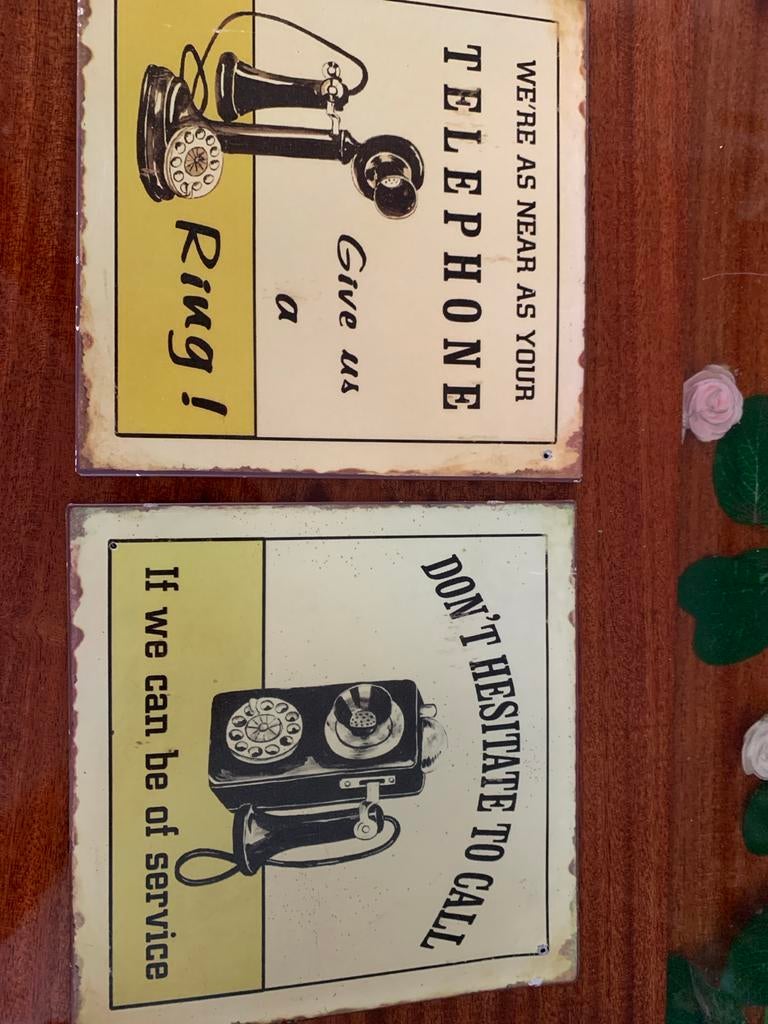 WE'RE AS NEAR AS YOUR
TELEPHONE
Give us
a
Ring!
DON'T HESITATE TO CALL
If we can be of service